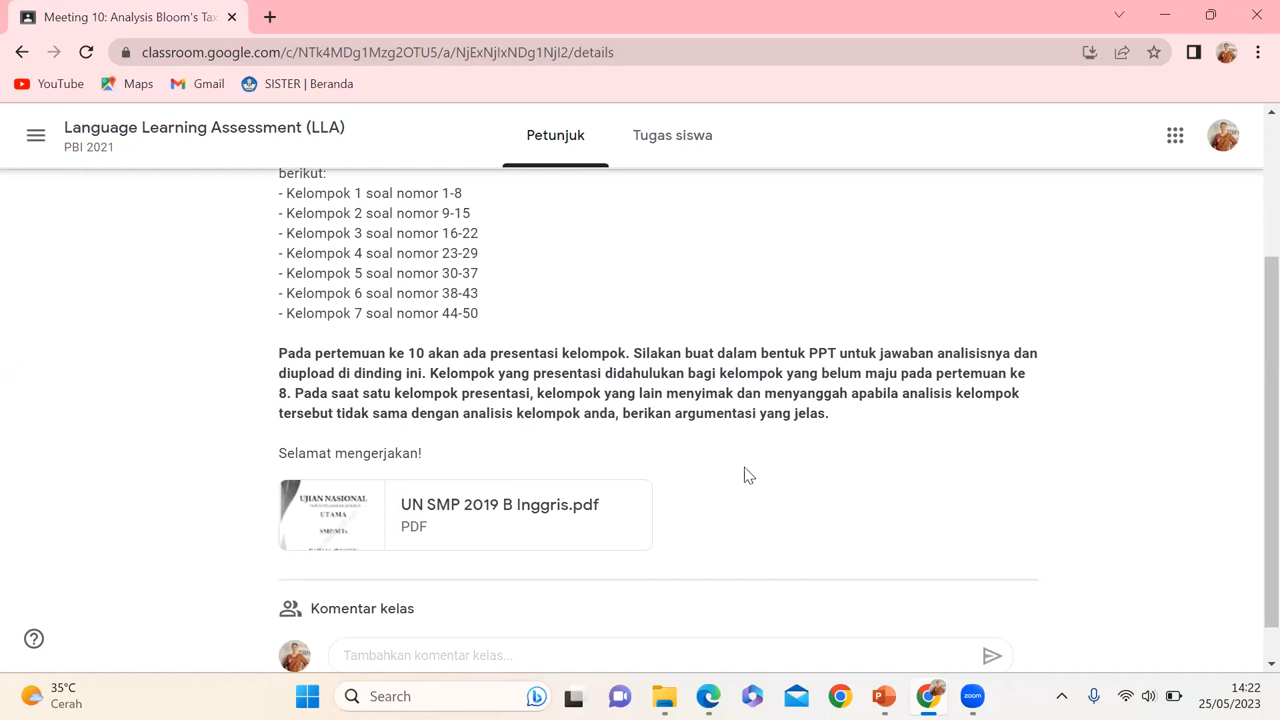 Meeting 10: Analysis Bloom's Tax
classroom.google.com/c/NTk4MDg1Mzg2OTU5/a/NjExNjIxNDg1NjI2/details
YouTube
Maps
Gmail
SISTER | Beranda
Language Learning Assessment (LLA)
PBI 2021
Petunjuk
Tugas siswa
berikut:
- Kelompok 1 soal nomor 1-8
- Kelompok 2 soal nomor 9-15
- Kelompok 3 soal nomor 16-22
- Kelompok 4 soal nomor 23-29
- Kelompok 5 soal nomor 30-37
- Kelompok 6 soal nomor 38-43
- Kelompok 7 soal nomor 44-50
Pada pertemuan ke 10 akan ada presentasi kelompok. Silakan buat dalam bentuk PPT untuk jawaban analisisnya dan
diupload di dinding ini. Kelompok yang presentasi didahulukan bagi kelompok yang belum maju pada pertemuan ke
8. Pada saat satu kelompok presentasi, kelompok yang lain menyimak dan menyanggah apabila analisis kelompok
tersebut tidak sama dengan analisis kelompok anda, berikan argumentasi yang jelas.
Selamat mengerjakan!
UJIAN NASIONAL
UTAMA
SMP/MTs
UN SMP 2019 B Inggris.pdf
PDF
Komentar kelas
Tambahkan komentar kelas...
35°C
Cerah
Search
zoom
14:22
25/05/2023